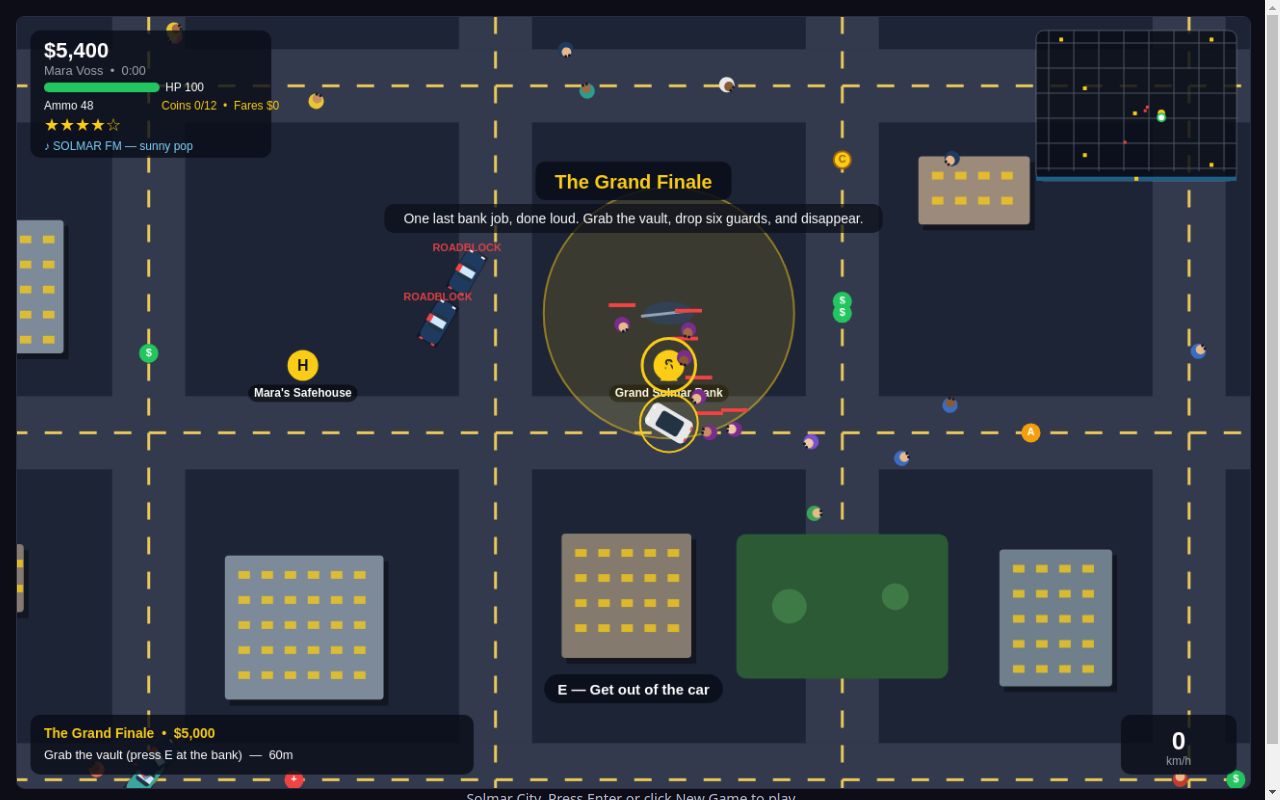 $5,400
Mara Voss • 0:00
HP 100
Ammo 48
Coins 0/12 • Fares $0
★★★★☆
♪ SOLMAR FM — sunny pop
C
The Grand Finale
One last bank job, done loud. Grab the vault, drop six guards, and disappear.
ROADBLOCK
ROADBLOCK
$
$
$
H
Mara's Safehouse
Grand Solmar Bank
A
E — Get out of the car
The Grand Finale • $5,000
Grab the vault (press E at the bank) — 60m
+
0
km/h
$
Solmar City. Press Enter or click New Game to play.